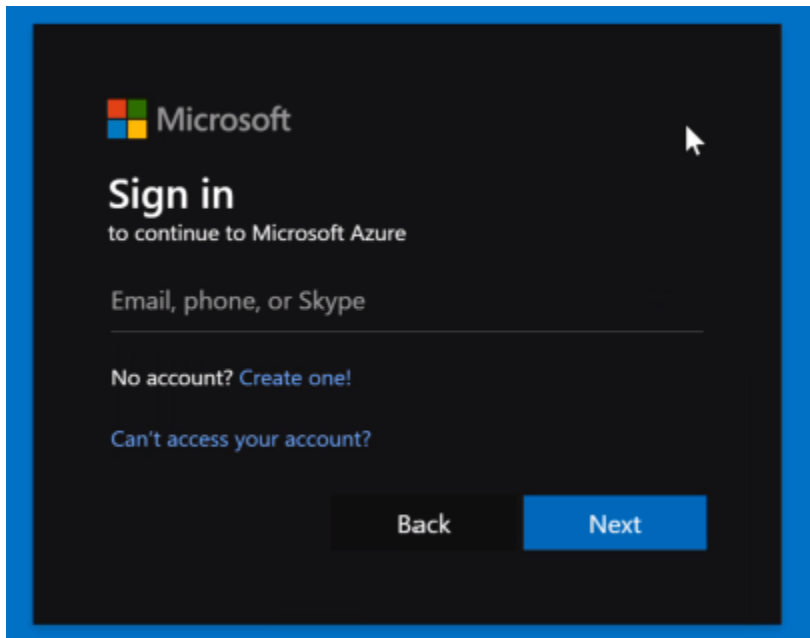 Microsoft
Sign in
to continue to Microsoft Azure
Email, phone, or Skype
No account? Create one!
Can't access your account?
Back
Next